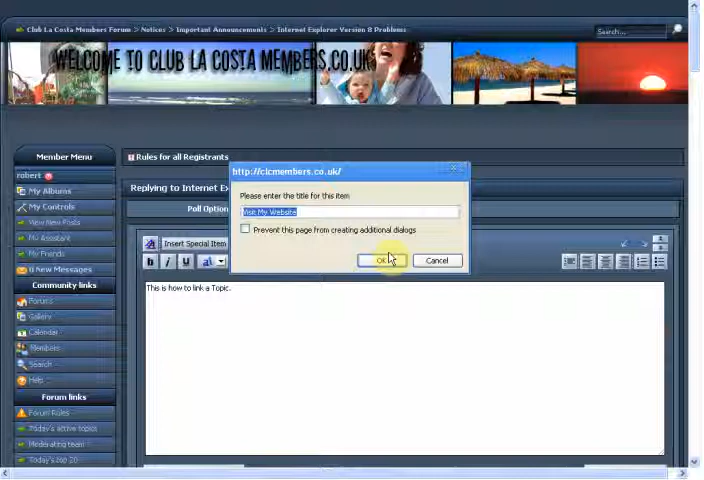 Club La Costa Members Forum > Notices > Important Announcements > Internet Explorer Version 8 Problems
Search...
WELCOME TO CLUB LA COSTA MEMBERS.CO.UK
Member Menu
Rules for all Registrants
robert
http://clcmembers.co.uk/
My Albums
Replying to Internet Ex
Please enter the title for this item
My Controls
Poll Option
Visit My Website
View New Posts
Prevent this page from creating additional dialogs
My Assistant
Insert Special Item
My Friends
b i U
OK
Cancel
0 New Messages
Community links
This is how to link a Topic.
Forums
Gallery
Calendar
Members
Search
Help
Forum links
Forum Rules
Today's active topics
Moderating team
Today's top 20